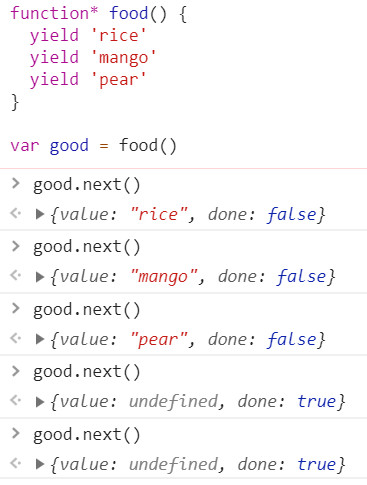 function* food() {
  yield 'rice'
  yield 'mango'
  yield 'pear'
}
var good = food()
> good.next()
<· ▶{value: "rice", done: false}
> good.next()
<· ▶{value: "mango", done: false}
> good.next()
<· ▶{value: "pear", done: false}
> good.next()
<· ▶{value: undefined, done: true}
> good.next()
<· ▶{value: undefined, done: true}